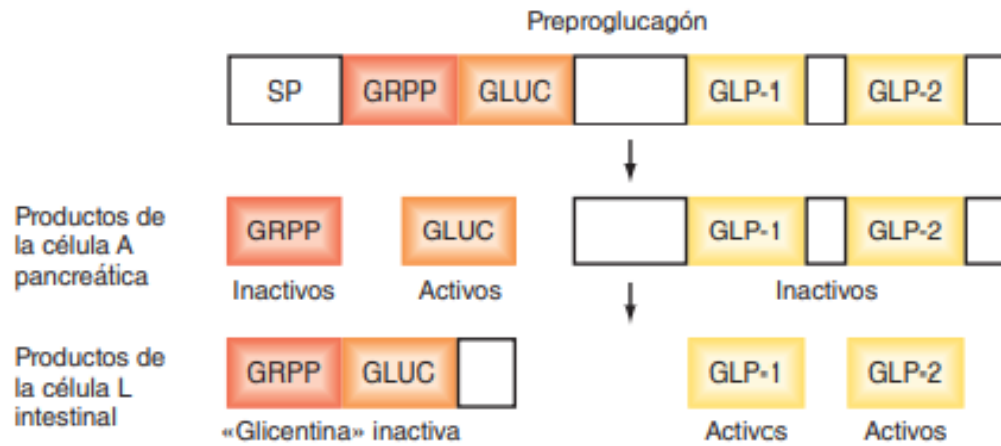 Preproglucagón
SP GRPP GLUC GLP-1 GLP-2
Productos de
la célula A
pancreática
GRPP GLUC GLP-1 GLP-2
Inactivos Activos Inactivos
Productos de
la célula L
intestinal
GRPP GLUC GLP-1 GLP-2
«Glicentina» inactiva Activos Activos